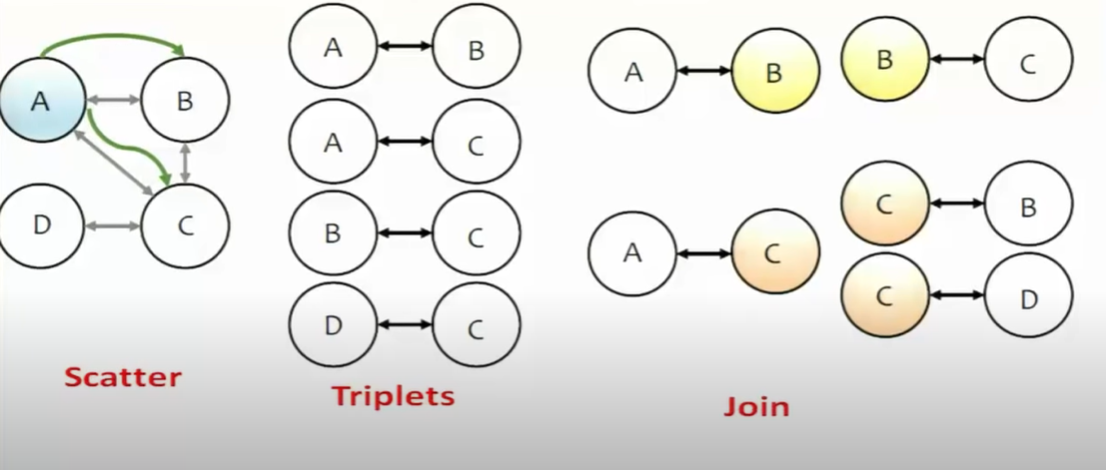 A B
D C
Scatter
A B
A C
B C
D C
Triplets
A B B C
C B
A C
C D
Join